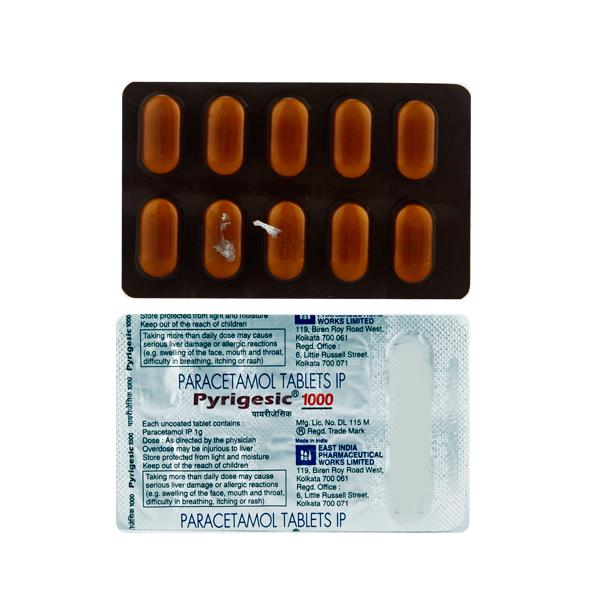 Store protected from light and moisture
Keep out of the reach of children
Taking more than daily dose may cause
serious liver damage or allergic reactions
(e.g. swelling of the face, mouth and throat,
difficulty in breathing, itching or rash)
WORKS LIMITED
119, Biren Roy Road West,
Kolkata 700 061
Regd. Office :
6, Little Russell Street,
Kolkata 700 071
PARACETAMOL TABLETS IP
Pyrigesic® 1000
पायरीजेसिक
Each uncoated tablet contains :
Paracetamol IP 1g
Dose : As directed by the physician
Overdose may be injurious to liver
Store protected from light and moisture
Keep out of the reach of children
Taking more than daily dose may cause
serious liver damage or allergic reactions
(e.g. swelling of the face, mouth and throat,
difficulty in breathing, itching or rash)
Mfg. Lic. No. DL 115 M
® Regd. Trade Mark
Made in India
EAST INDIA
PHARMACEUTICAL
WORKS LIMITED
119, Biren Roy Road West,
Kolkata 700 061
Regd. Office :
6, Little Russell Street,
Kolkata 700 071
PARACETAMOL TABLETS IP
Pyrigesic 1000 पायरीजेसिक 1000 Pyrigesic 1000